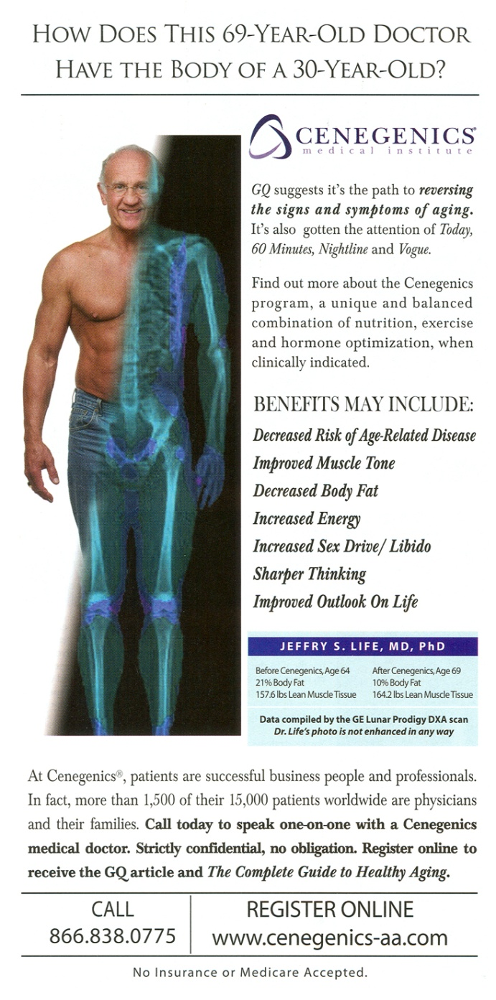 HOW DOES THIS 69-YEAR-OLD DOCTOR
HAVE THE BODY OF A 30-YEAR-OLD?
CENEGENICS®
medical institute
GQ suggests it's the path to reversing
the signs and symptoms of aging.
It's also gotten the attention of Today,
60 Minutes, Nightline and Vogue.
Find out more about the Cenegenics
program, a unique and balanced
combination of nutrition, exercise
and hormone optimization, when
clinically indicated.
BENEFITS MAY INCLUDE:
Decreased Risk of Age-Related Disease
Improved Muscle Tone
Decreased Body Fat
Increased Energy
Increased Sex Drive/ Libido
Sharper Thinking
Improved Outlook On Life
JEFFRY S. LIFE, MD, PhD
Before Cenegenics, Age 64
21% Body Fat
157.6 lbs Lean Muscle Tissue
After Cenegenics, Age 69
10% Body Fat
164.2 lbs Lean Muscle Tissue
Data compiled by the GE Lunar Prodigy DXA scan
Dr. Life's photo is not enhanced in any way
At Cenegenics®, patients are successful business people and professionals.
In fact, more than 1,500 of their 15,000 patients worldwide are physicians
and their families. Call today to speak one-on-one with a Cenegenics
medical doctor. Strictly confidential, no obligation. Register online to
receive the GQ article and The Complete Guide to Healthy Aging.
CALL
866.838.0775
REGISTER ONLINE
www.cenegenics-aa.com
No Insurance or Medicare Accepted.